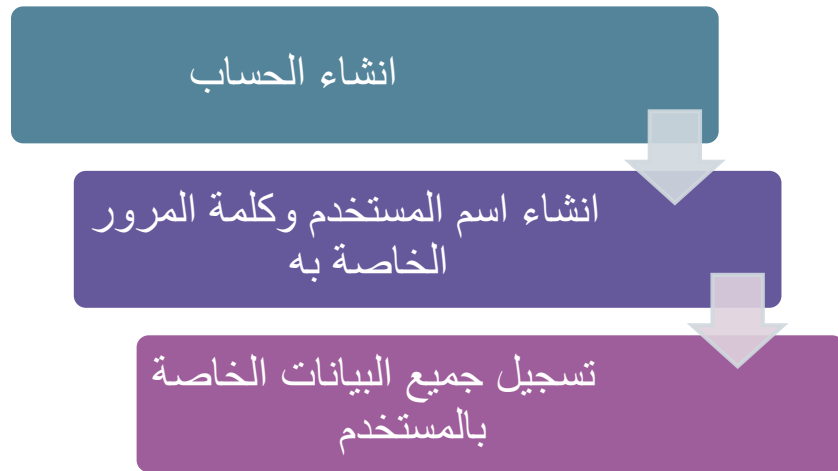 انشاء الحساب
انشاء اسم المستخدم وكلمة المرور
الخاصة به
تسجيل جميع البيانات الخاصة
بالمستخدم